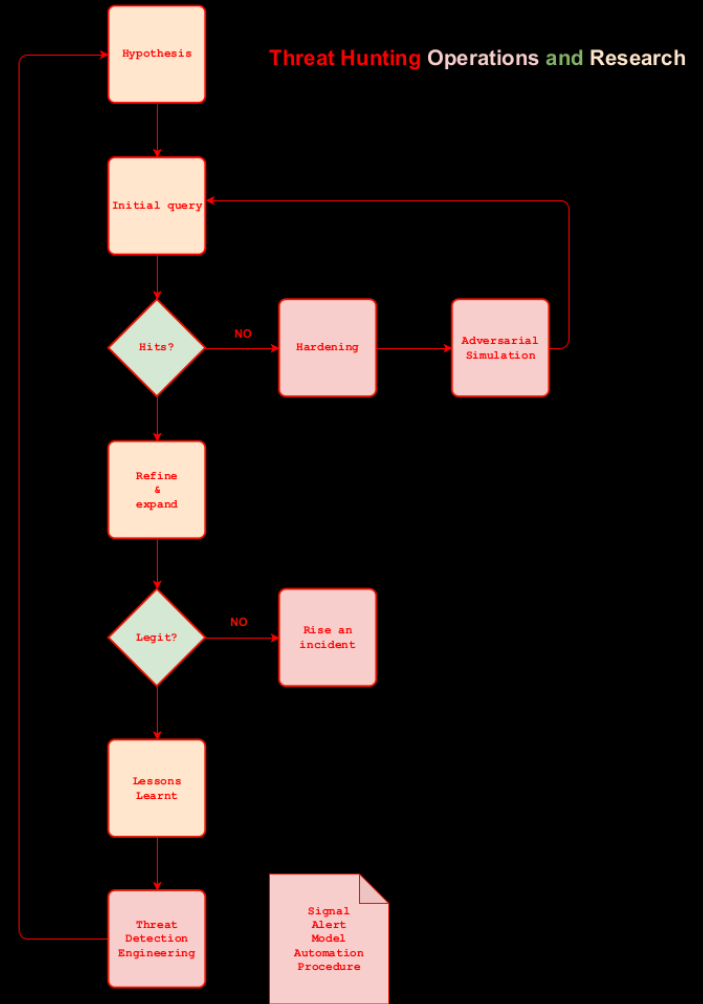 Hypothesis
Threat Hunting Operations and Research
Initial query
Hits?
NO
Hardening
Adversarial
Simulation
Refine
&
expand
Legit?
NO
Rise an
incident
Lessons
Learnt
Threat
Detection
Engineering
Signal
Alert
Model
Automation
Procedure